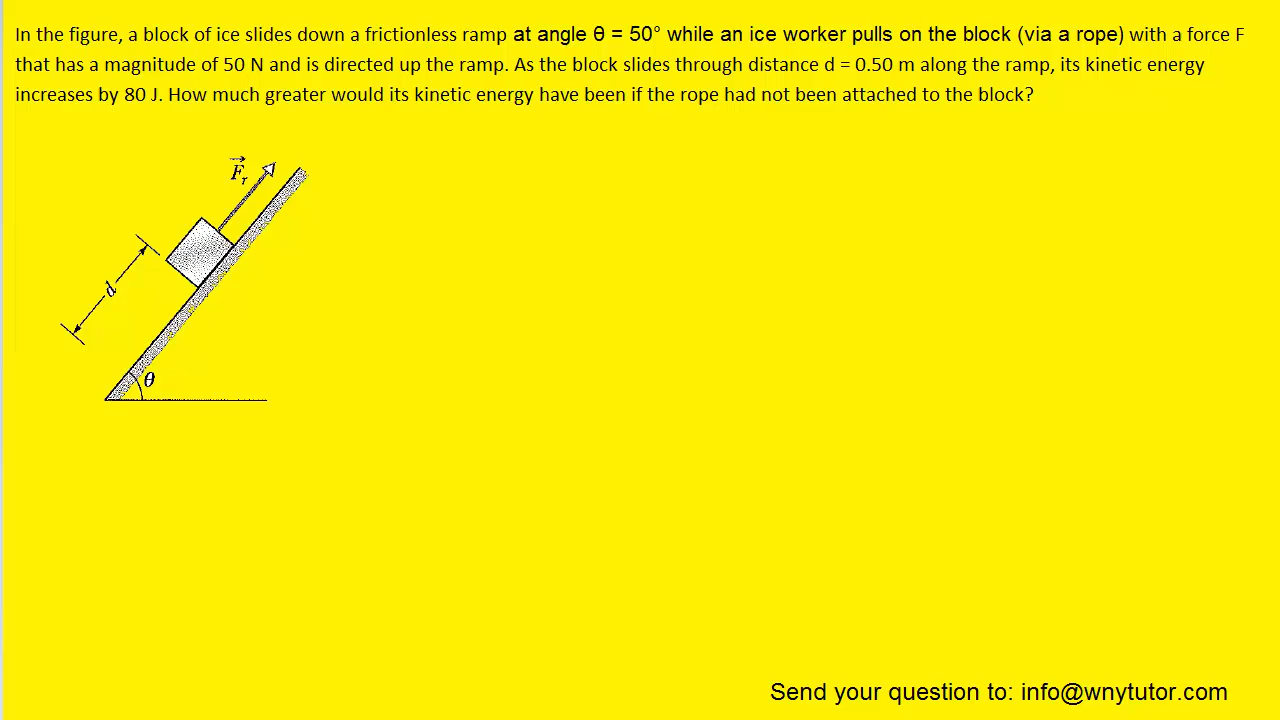 In the figure, a block of ice slides down a frictionless ramp at angle θ = 50° while an ice worker pulls on the block (via a rope) with a force F
that has a magnitude of 50 N and is directed up the ramp. As the block slides through distance d = 0.50 m along the ramp, its kinetic energy
increases by 80 J. How much greater would its kinetic energy have been if the rope had not been attached to the block?
F⃗r
d
θ
Send your question to: info@wnytutor.com